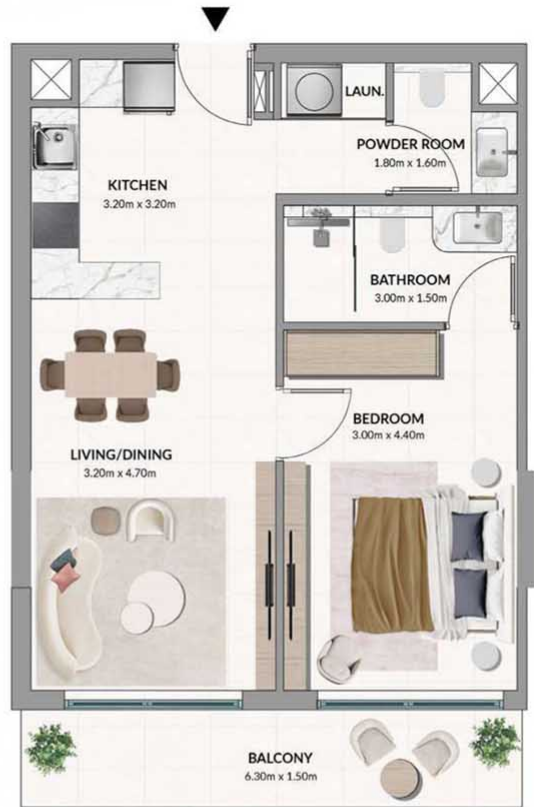 LAUN.
POWDER ROOM
1.80m x 1.60m
KITCHEN
3.20m x 3.20m
BATHROOM
3.00m x 1.50m
BEDROOM
3.00m x 4.40m
LIVING/DINING
3.20m x 4.70m
BALCONY
6.30m x 1.50m